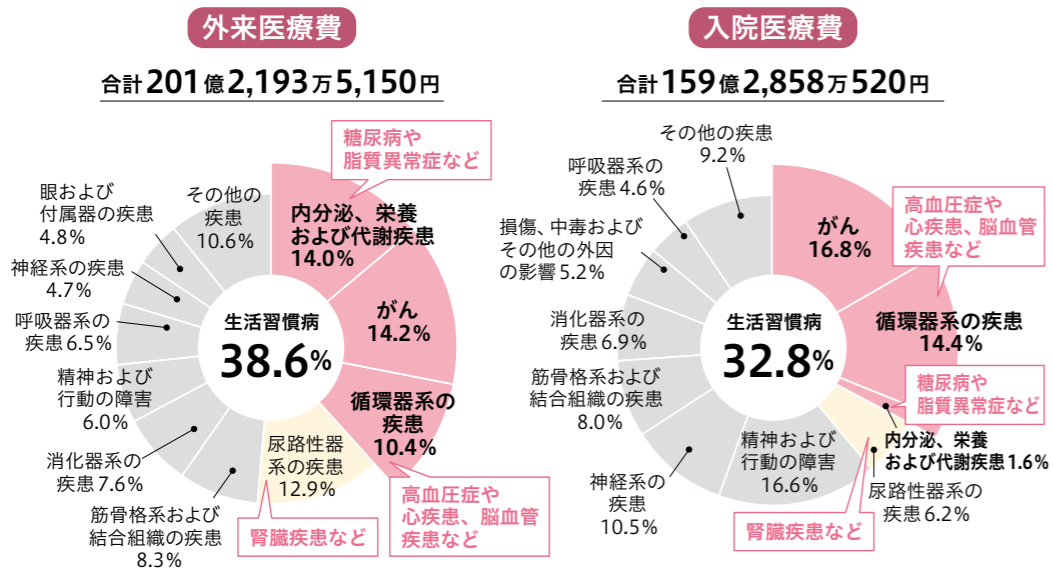 外来医療費
合計201億2,193万5,150円
糖尿病や
脂質異常症など
内分泌、栄養
および代謝疾患
14.0%
がん
14.2%
循環器系の
疾患
10.4%
高血圧症や
心疾患、脳血管
疾患など
尿路性器
系の疾患
12.9%
腎臓疾患など
筋骨格系および
結合組織の疾患
8.3%
消化器系の
疾患7.6%
精神および
行動の障害
6.0%
呼吸器系の
疾患6.5%
神経系の疾患
4.7%
眼および
付属器の疾患
4.8%
その他の
疾患
10.6%
生活習慣病
38.6%
入院医療費
合計159億2,858万520円
がん
16.8%
高血圧症や
心疾患、脳血管
疾患など
循環器系の疾患
14.4%
糖尿病や
脂質異常症など
内分泌、栄養
および代謝疾患1.6%
尿路性器系の
疾患6.2%
腎臓疾患など
精神および
行動の障害
16.6%
神経系の
疾患
10.5%
筋骨格系および
結合組織の疾患
8.0%
消化器系の
疾患6.9%
損傷、中毒および
その他の外因
の影響5.2%
呼吸器系の
疾患4.6%
その他の疾患
9.2%
生活習慣病
32.8%